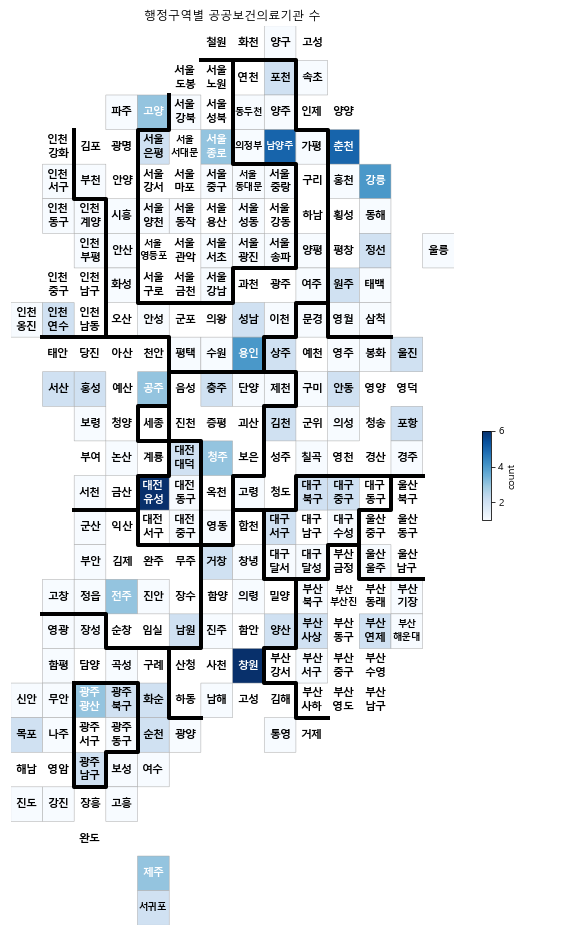 행정구역별 공공보건의료기관 수
철원 화천 양구 고성
서울 서울 연천 포천 속초
도봉 노원
파주 고양 서울 서울 동두천 양주 인제 양양
강북 성북
인천 김포 광명 서울 서울 서울 의정부 남양주 가평 춘천
강화 은평 서대문 종로
인천 부천 안양 서울 서울 서울 서울 서울 구리 홍천 강릉
서구 강서 마포 중구 동대문 중랑
인천 인천 시흥 서울 서울 서울 서울 서울 하남 횡성 동해
동구 계양 양천 동작 용산 성동 강동
인천 안산 서울 서울 서울 서울 서울 양평 평창 정선 울릉
부평 영등포 관악 서초 광진 송파
인천 인천 화성 서울 서울 서울 과천 광주 여주 원주 태백
중구 남구 구로 금천 강남
인천 인천 인천 오산 안성 군포 의왕 성남 이천 문경 영월 삼척
옹진 연수 남동
태안 당진 아산 천안 평택 수원 용인 상주 예천 영주 봉화 울진
서산 홍성 예산 공주 음성 충주 단양 제천 구미 안동 영양 영덕
보령 청양 세종 진천 증평 괴산 김천 군위 의성 청송 포항
부여 논산 계룡 대전 청주 보은 성주 칠곡 영천 경산 경주
대덕
서천 금산 대전 대전 옥천 고령 청도 대구 대구 대구 울산
유성 동구 북구 중구 동구 북구
군산 익산 대전 대전 영동 합천 대구 대구 대구 울산 울산
서구 중구 서구 남구 수성 중구 동구
부안 김제 완주 무주 거창 창녕 대구 대구 부산 울산 울산
달서 달성 금정 울주 남구
고창 정읍 전주 진안 장수 함양 의령 밀양 부산 부산 부산 부산
북구 부산진 동래 기장
영광 장성 순창 임실 남원 진주 함안 양산 부산 부산 부산 부산
사상 동구 연제 해운대
함평 담양 곡성 구례 산청 사천 창원 부산 부산 부산 부산
강서 서구 중구 수영
신안 무안 광주 광주 화순 하동 남해 고성 김해 부산 부산 부산
광산 북구 사하 영도 남구
목포 나주 광주 광주 순천 광양 통영 거제
서구 동구
해남 영암 광주 보성 여수
남구
진도 강진 장흥 고흥
완도
제주
서귀포
6
4
2
count